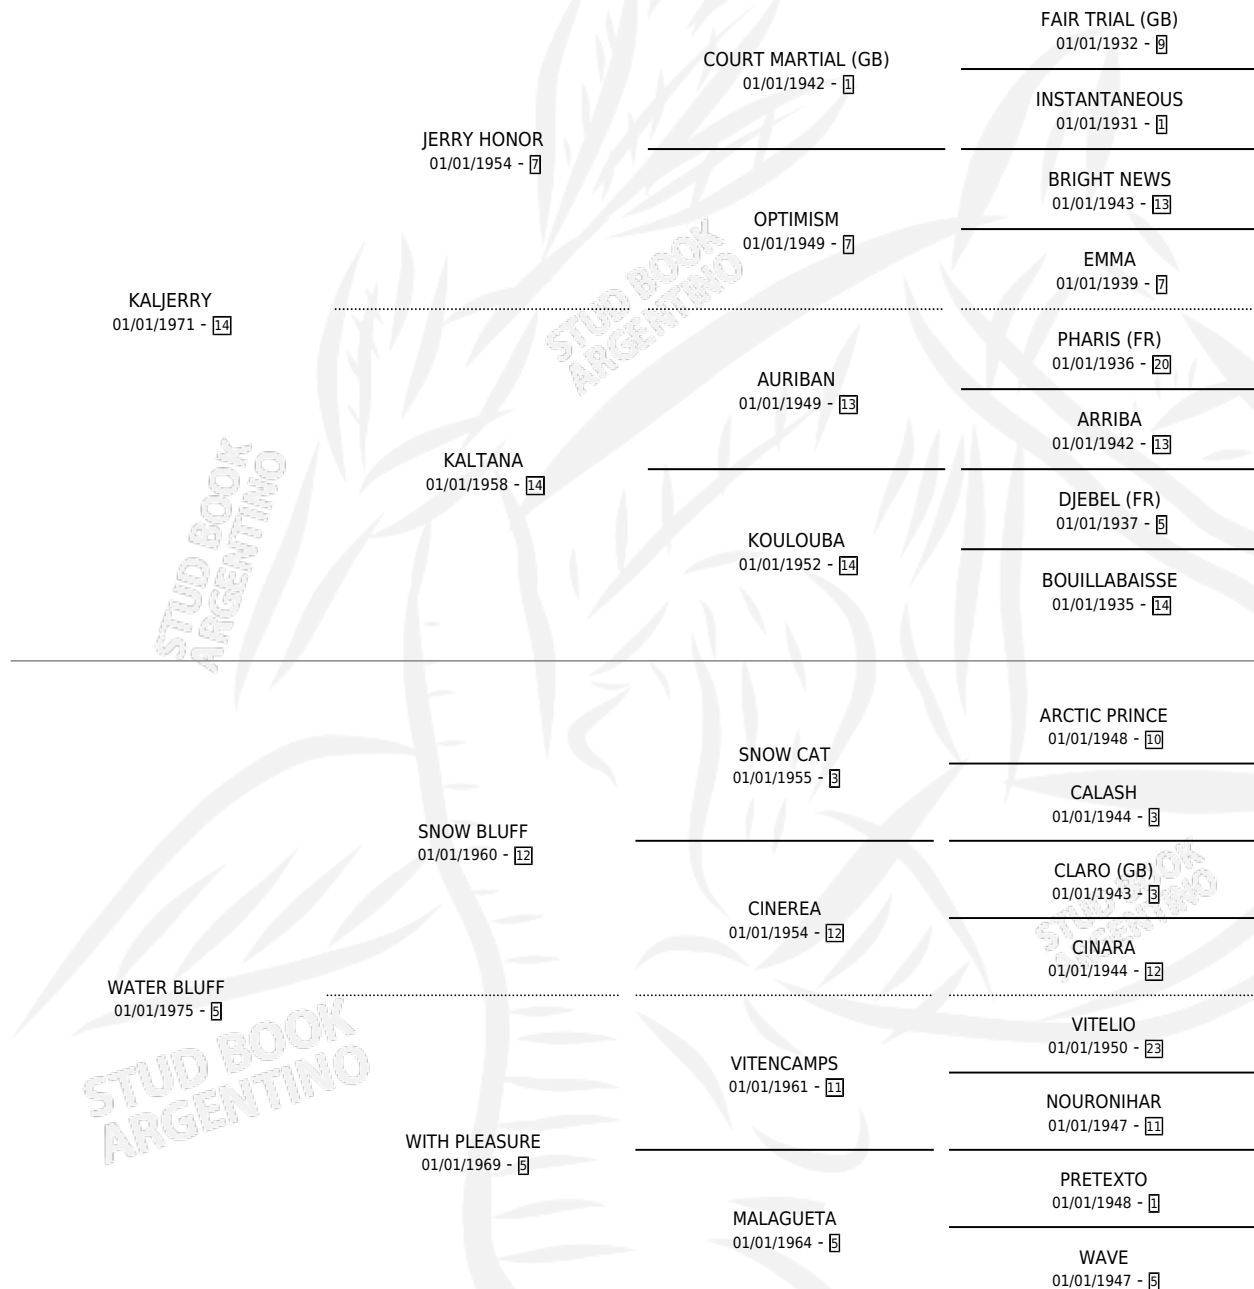 FAIR TRIAL (GB)
01/01/1932 - 9
COURT MARTIAL (GB)
01/01/1942 - 1
INSTANTANEOUS
01/01/1931 - 1
JERRY HONOR
01/01/1954 - 7
BRIGHT NEWS
01/01/1943 - 13
OPTIMISM
01/01/1949 - 7
EMMA
01/01/1939 - 7
KALJERRY
01/01/1971 - 14
PHARIS (FR)
01/01/1936 - 20
AURIBAN
01/01/1949 - 13
ARRIBA
01/01/1942 - 13
KALTANA
01/01/1958 - 14
DJEBEL (FR)
01/01/1937 - 5
KOULOUBA
01/01/1952 - 14
BOUILLABAISSE
01/01/1935 - 14
ARCTIC PRINCE
01/01/1948 - 10
SNOW CAT
01/01/1955 - 3
CALASH
01/01/1944 - 3
SNOW BLUFF
01/01/1960 - 12
CLARO (GB)
01/01/1943 - 3
CINEREA
01/01/1954 - 12
CINARA
01/01/1944 - 12
WATER BLUFF
01/01/1975 - 5
VITELIO
01/01/1950 - 23
VITENCAMPS
01/01/1961 - 11
NOURONIHAR
01/01/1947 - 11
WITH PLEASURE
01/01/1969 - 5
PRETEXTO
01/01/1948 - 1
MALAGUETA
01/01/1964 - 5
WAVE
01/01/1947 - 5
STUD BOOK
ARGENTINO
STUD BOOK
ARGENTINO
STUD BOOK
ARGENTINO
STUD BOOK
ARGENTINO